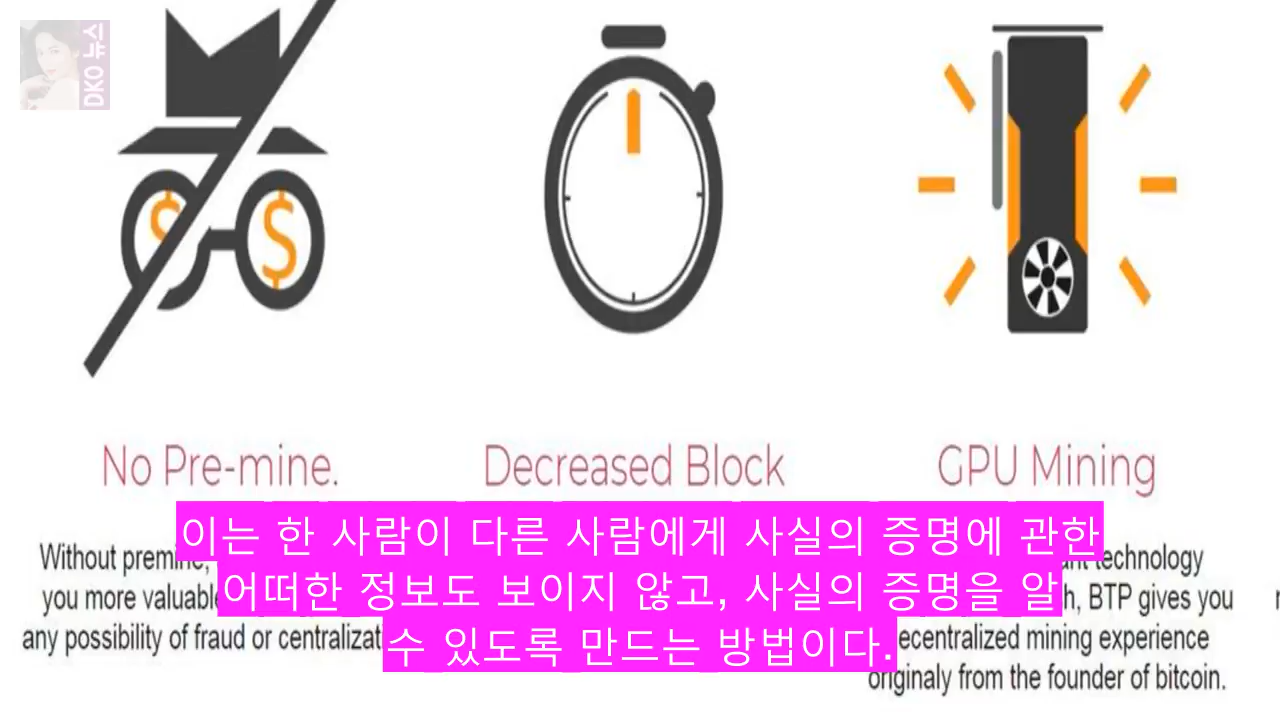 DKO 뉴스
No Pre-mine.
Decreased Block
GPU Mining
이는 한 사람이 다른 사람에게 사실의 증명에 관한
어떠한 정보도 보이지 않고, 사실의 증명을 알
수 있도록 만드는 방법이다.
Without premine,
you more valuable
any possibility of fraud or
technology
BTP gives you
mining experience
originaly from the founder of bitcoin.